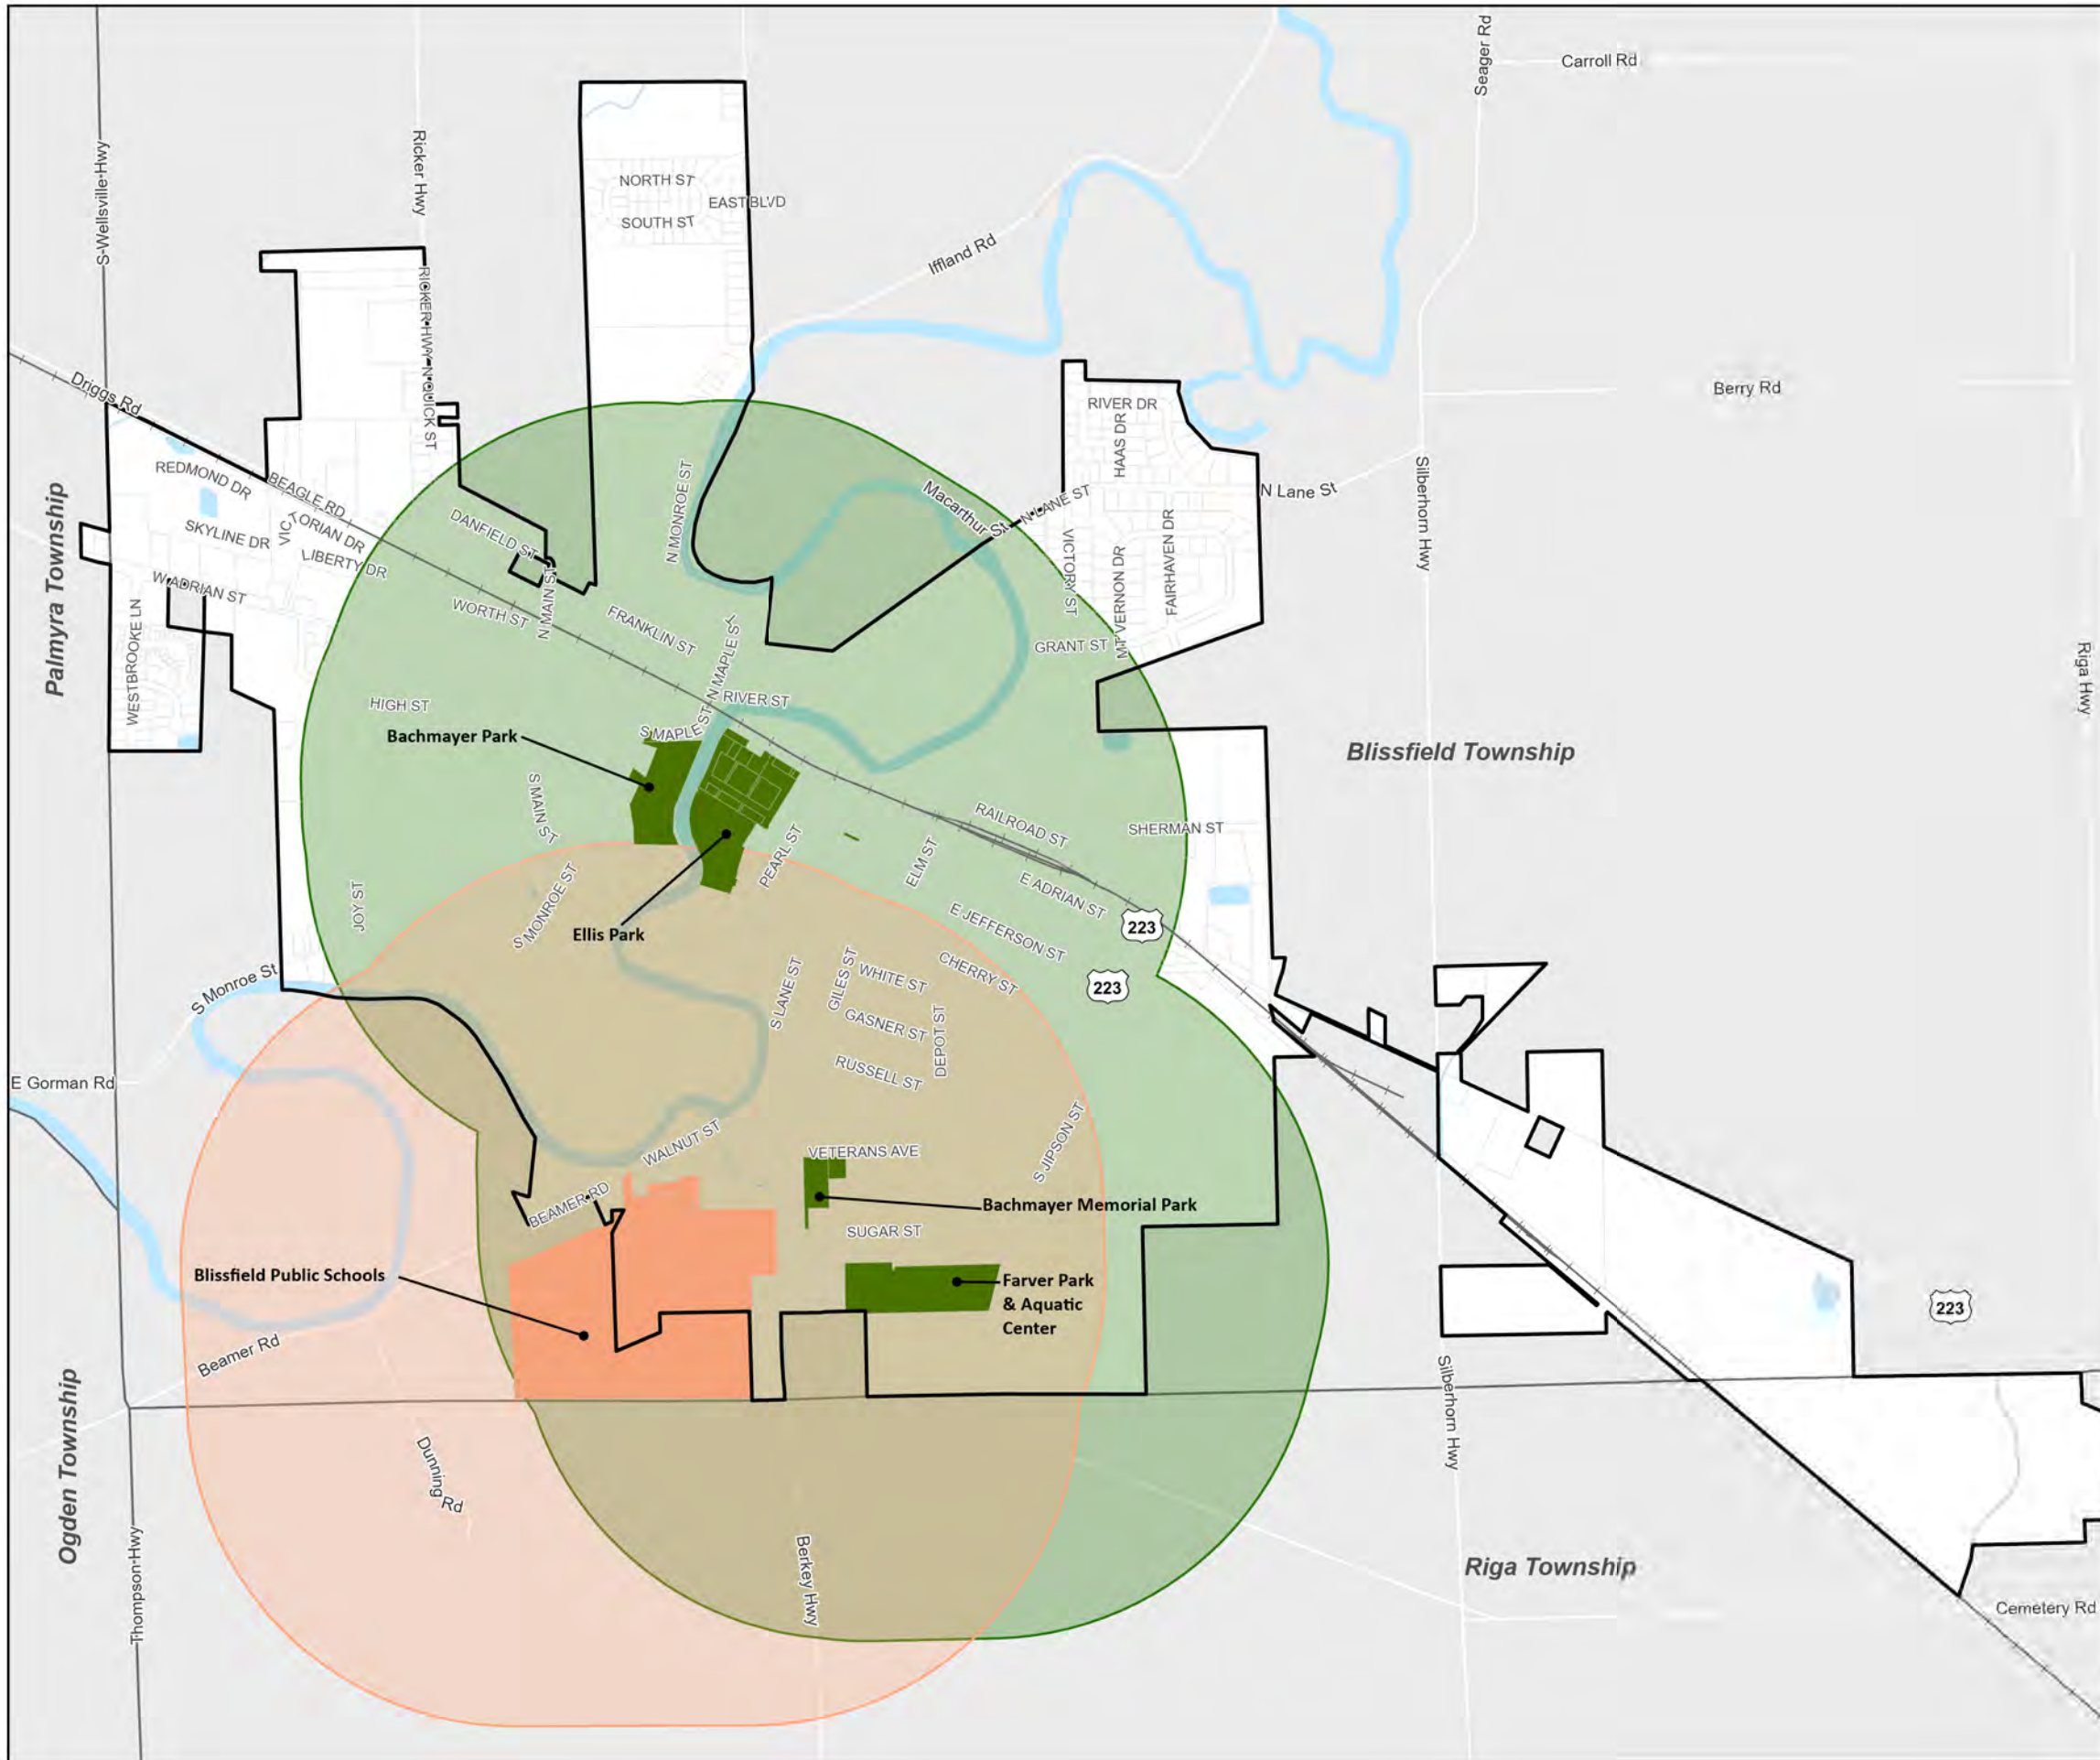 Seager Rd
Carroll Rd
S-Wellsville-Hwy
Ricker Hwy
NORTH ST
EAST BLVD
SOUTH ST
Iffland Rd
RICKER HWY-N QUICK ST
Driggs Rd
Berry Rd
RIVER DR
HAAS DR
REDMOND DR
BEAGLE RD
N MONROE ST
Macarthur St
N LANE ST
N Lane St
Silberhorn Hwy
Palmyra Township
SKYLINE DR
VICTORIAN DR
LIBERTY DR
DANFIELD ST
W ADRIAN ST
WORTH ST
N MAIN ST
FRANKLIN ST
N MAPLE ST
VICTORY ST
MT VERNON DR
FAIRHAVEN DR
GRANT ST
WESTBROOKE LN
Riga Hwy
HIGH ST
RIVER ST
S MAPLE ST
Bachmayer Park
Blissfield Township
S MAIN ST
PEARL ST
RAILROAD ST
SHERMAN ST
ELM ST
E ADRIAN ST
JOY ST
S MONROE ST
Ellis Park
E JEFFERSON ST
223
223
S Monroe St
S LANE ST
GILES ST
WHITE ST
CHERRY ST
GASNER ST
DEPOT ST
RUSSELL ST
E Gorman Rd
WALNUT ST
VETERANS AVE
S JIPSON ST
BEAMER RD
Bachmayer Memorial Park
SUGAR ST
Blissfield Public Schools
Farver Park
& Aquatic
Center
223
Beamer Rd
Silberhorn Hwy
Ogden Township
Dunning Rd
Thompson-Hwy
Berkey Hwy
Riga Township
Cemetery Rd